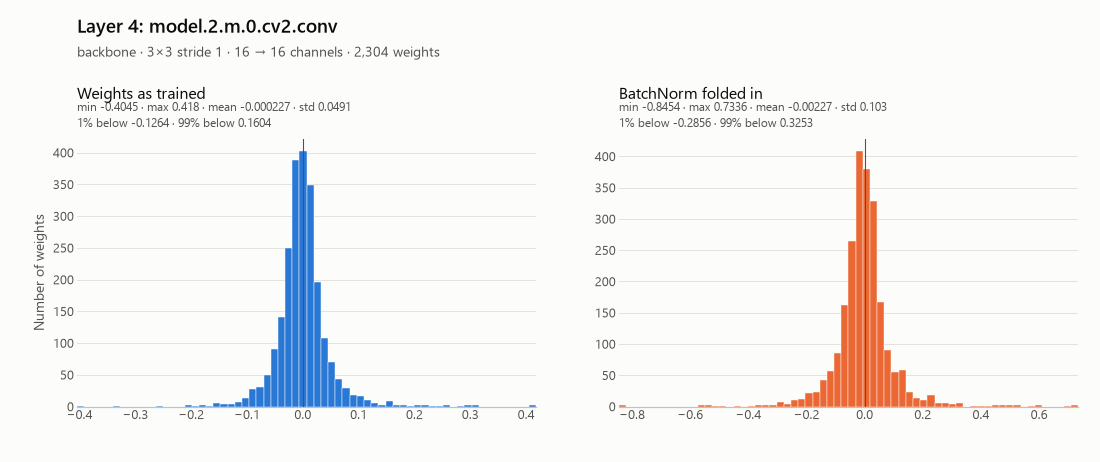 Layer 4: model.2.m.0.cv2.conv
backbone · 3×3 stride 1 · 16 → 16 channels · 2,304 weights
Weights as trained
min -0.4045 · max 0.418 · mean -0.000227 · std 0.0491
1% below -0.1264 · 99% below 0.1604
Number of weights
400
350
300
250
200
150
100
50
0
−0.4 −0.3 −0.2 −0.1 0.0 0.1 0.2 0.3 0.4
BatchNorm folded in
min -0.8454 · max 0.7336 · mean -0.00227 · std 0.103
1% below -0.2856 · 99% below 0.3253
400
350
300
250
200
150
100
50
0
−0.8 −0.6 −0.4 −0.2 0.0 0.2 0.4 0.6